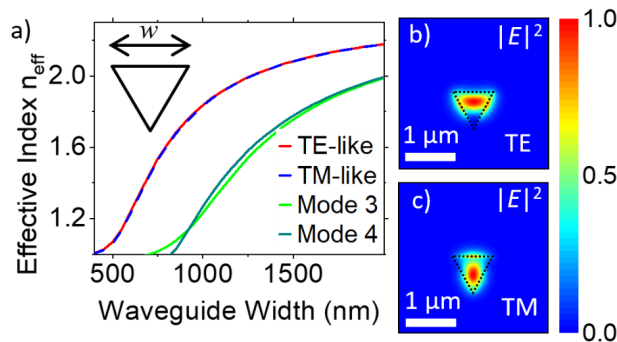 a)
w
Effective Index n_eff
2.0
1.6
1.2
500
1000
1500
Waveguide Width (nm)
TE-like
TM-like
Mode 3
Mode 4
b)
|E|²
1 μm
TE
c)
|E|²
1 μm
TM
1.0
0.5
0.0